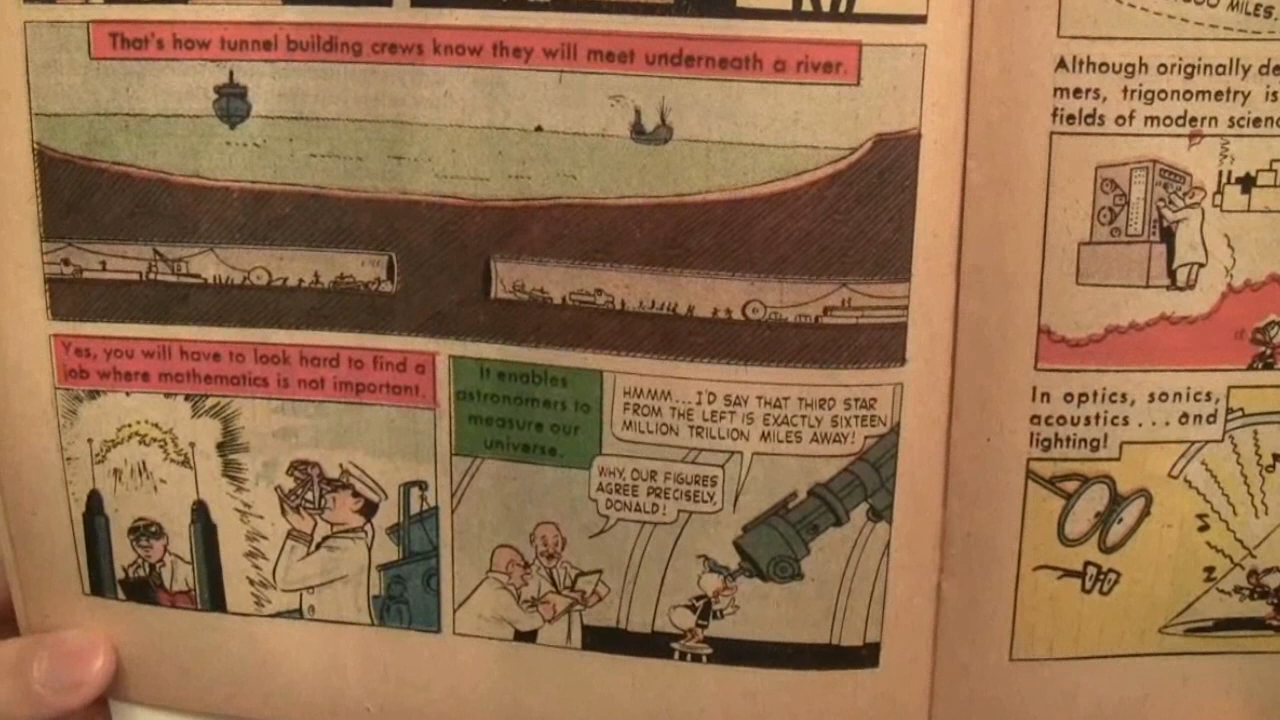 That's how tunnel building crews know they will meet underneath a river.
Yes, you will have to look hard to find a
job where mathematics is not important.
It enables
astronomers to
measure our
universe.
HMMM...I'D SAY THAT THIRD STAR
FROM THE LEFT IS EXACTLY SIXTEEN
MILLION TRILLION MILES AWAY!
WHY, OUR FIGURES
AGREE PRECISELY,
DONALD!
MILES,
Although originally de
mers, trigonometry is
fields of modern scienc
In optics, sonics,
acoustics...and
lighting!